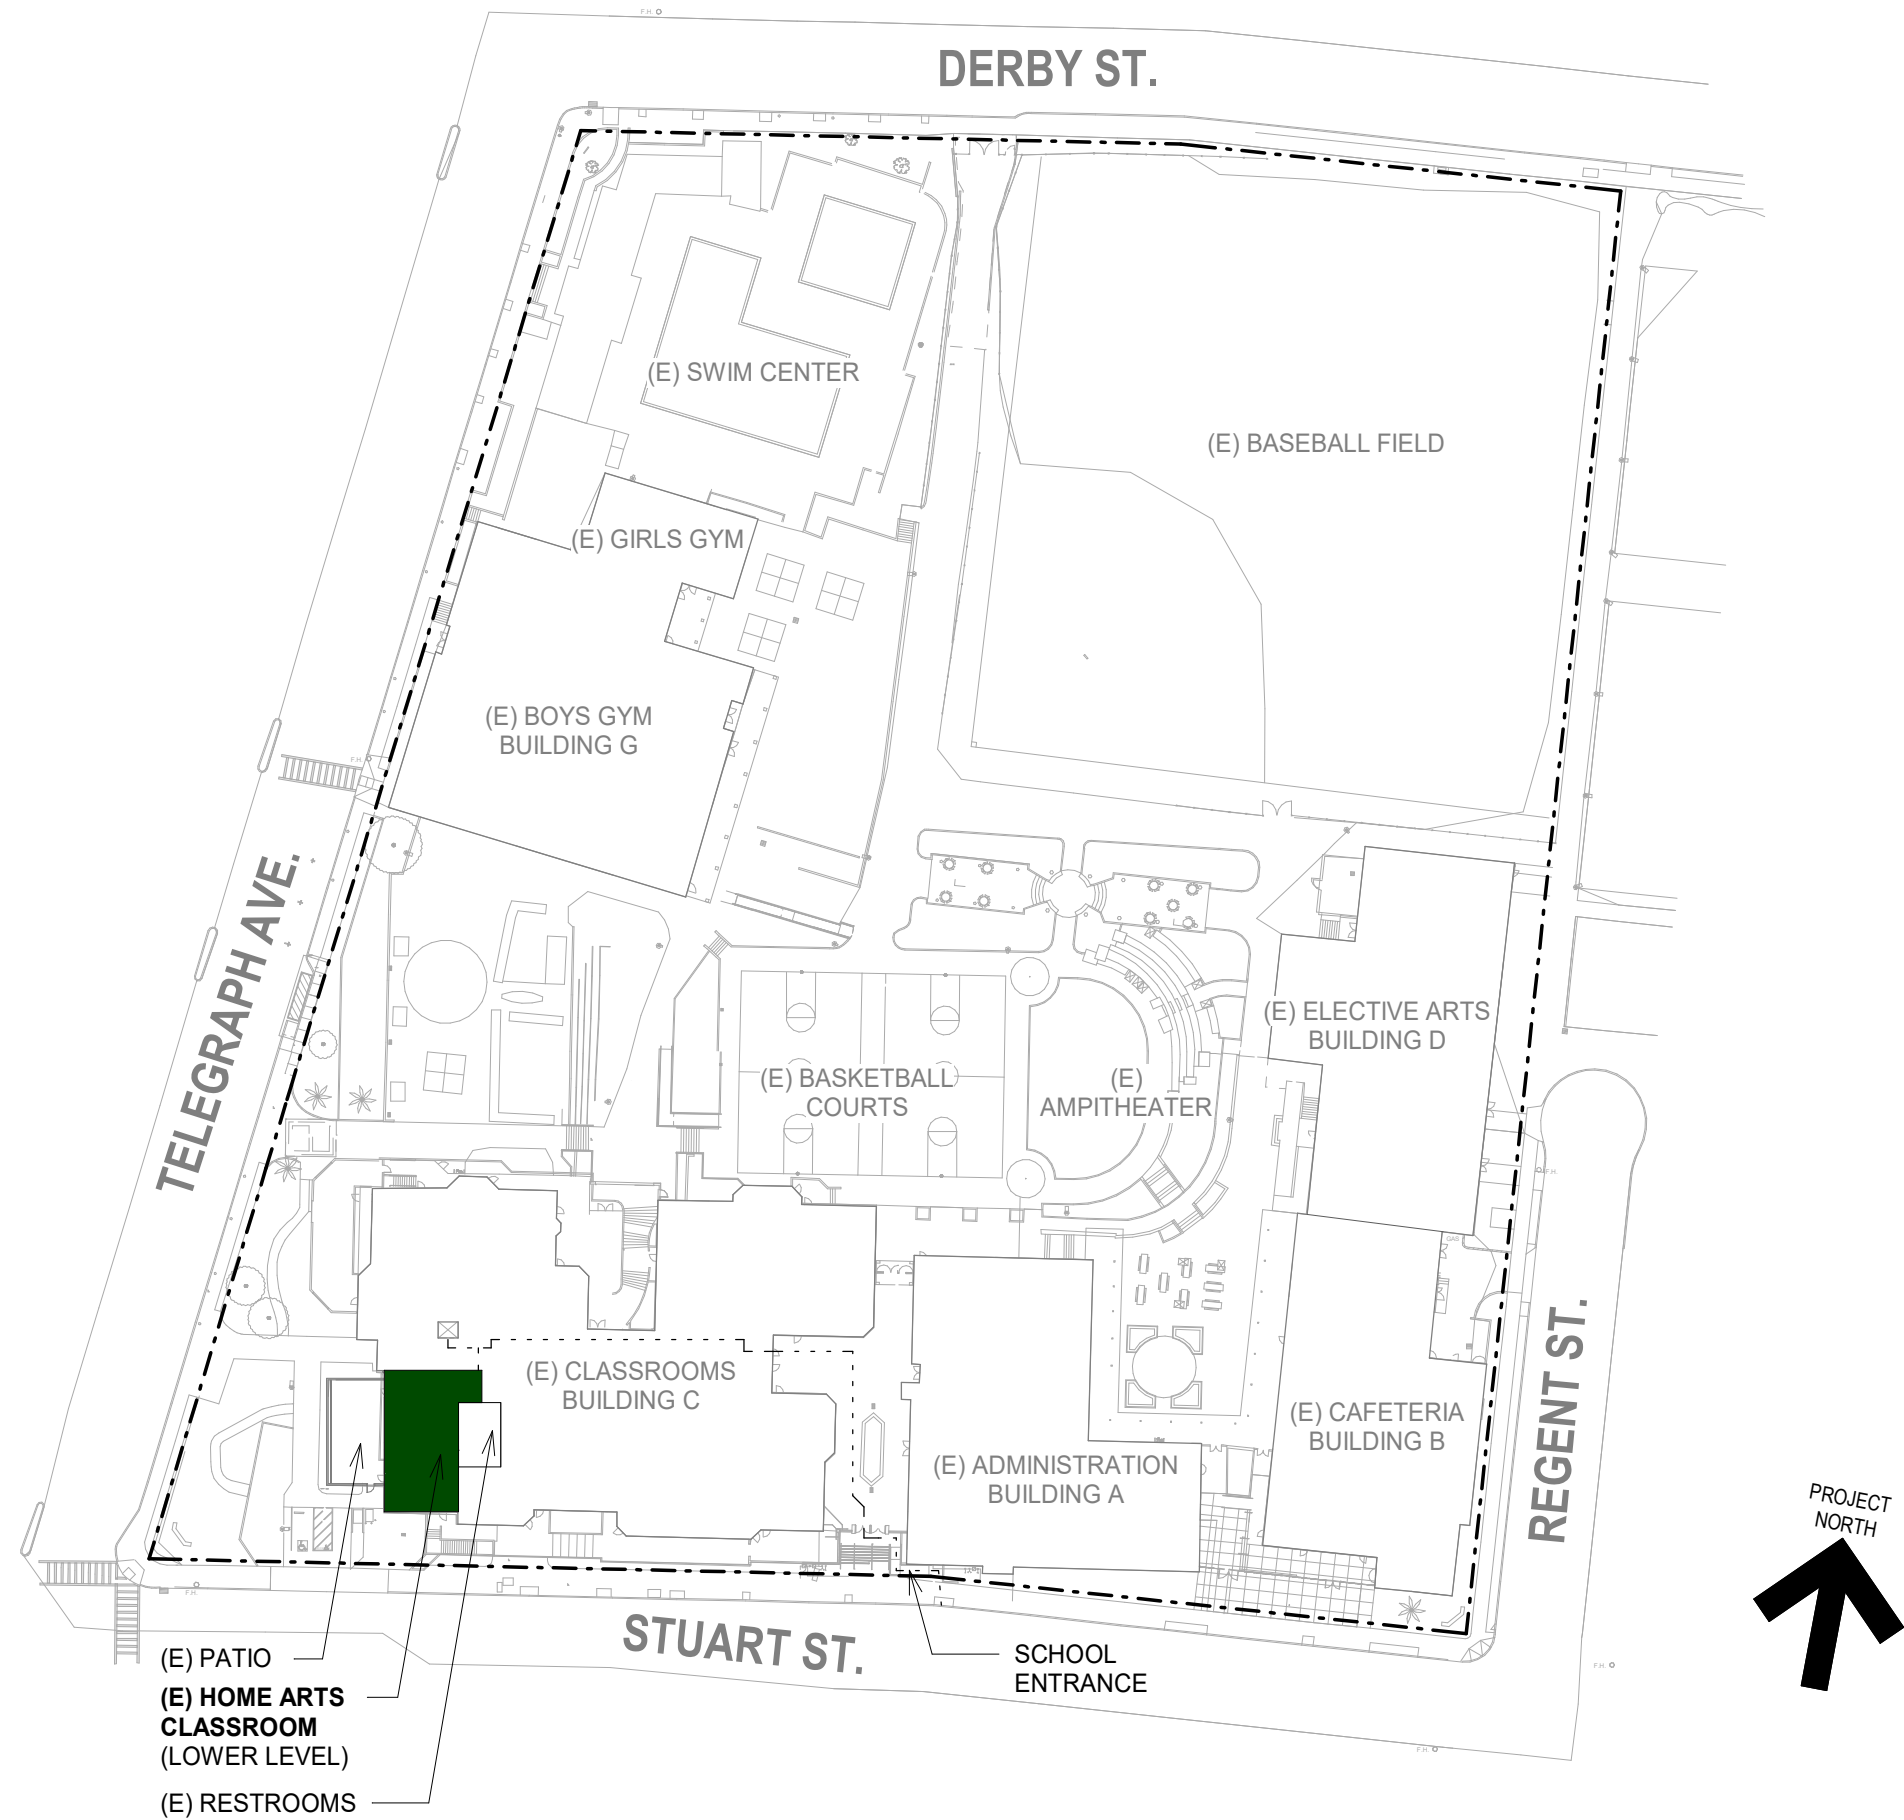 F.H.
DERBY ST.
(E) SWIM CENTER
(E) BASEBALL FIELD
(E) GIRLS GYM
(E) BOYS GYM
BUILDING G
F.H.
TELEGRAPH AVE.
(E) ELECTIVE ARTS
BUILDING D
(E) BASKETBALL
COURTS
(E)
AMPITHEATER
F.H.
GAS
(E) CLASSROOMS
BUILDING C
(E) CAFETERIA
BUILDING B
(E) ADMINISTRATION
BUILDING A
REGENT ST.
PROJECT
NORTH
F.H.
STUART ST.
(E) PATIO
(E) HOME ARTS
CLASSROOM
(LOWER LEVEL)
(E) RESTROOMS
SCHOOL
ENTRANCE
F.H.
F.H.